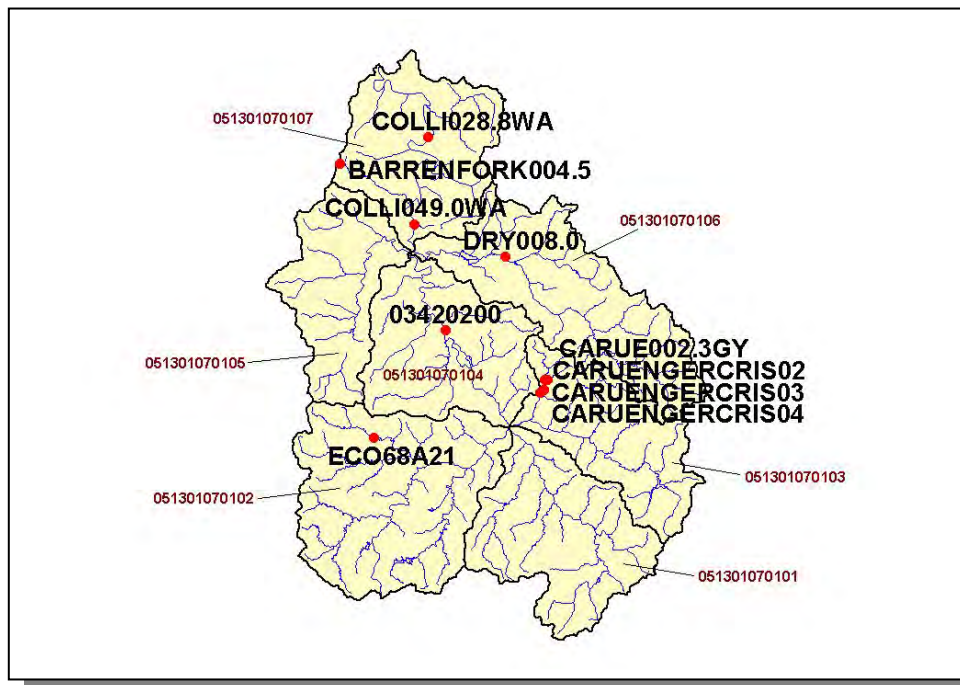 051301070107
COLLI028.8WA
BARRENFORK004.5
COLLI049.0WA
051301070106
DRY008.0
03420200
CARUE002.3GY
051301070105
051301070104
CARUENGERCRIS02
CARUENGERCRIS03
CARUENGERCRIS04
ECO68A21
051301070103
051301070102
051301070101